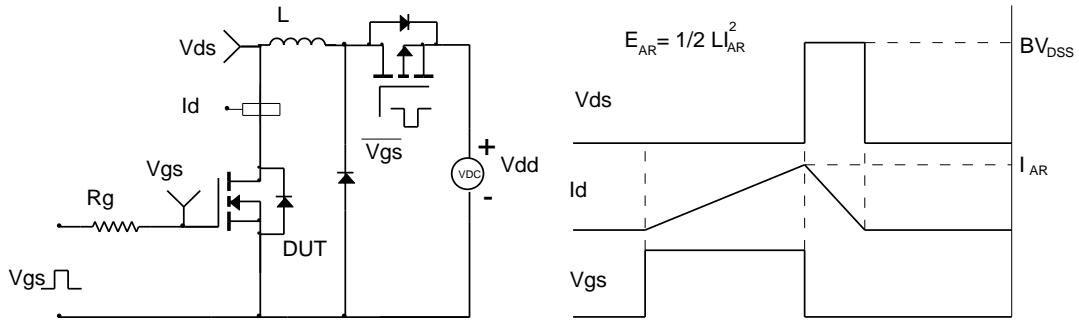 L
Vds
Id
Vgs
Vgs
Rg
DUT
Vgs
+
VDC
Vdd
-
E_AR= 1/2 LI_AR^2
BV_DSS
Vds
I_AR
Id
Vgs